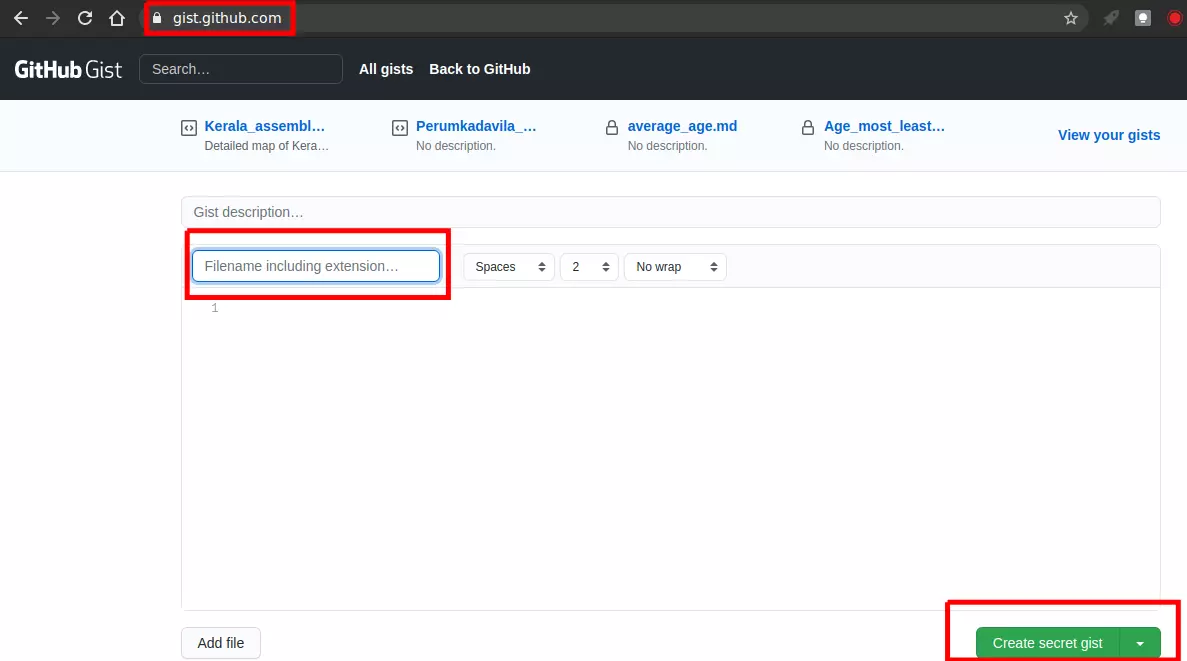 gist.github.com
GitHub Gist Search… All gists Back to GitHub
Kerala_assembl… Perumkadavila_… average_age.md Age_most_least… View your gists
Detailed map of Kera… No description. No description. No description.
Gist description…
Filename including extension… Spaces 2 No wrap
1
Add file Create secret gist